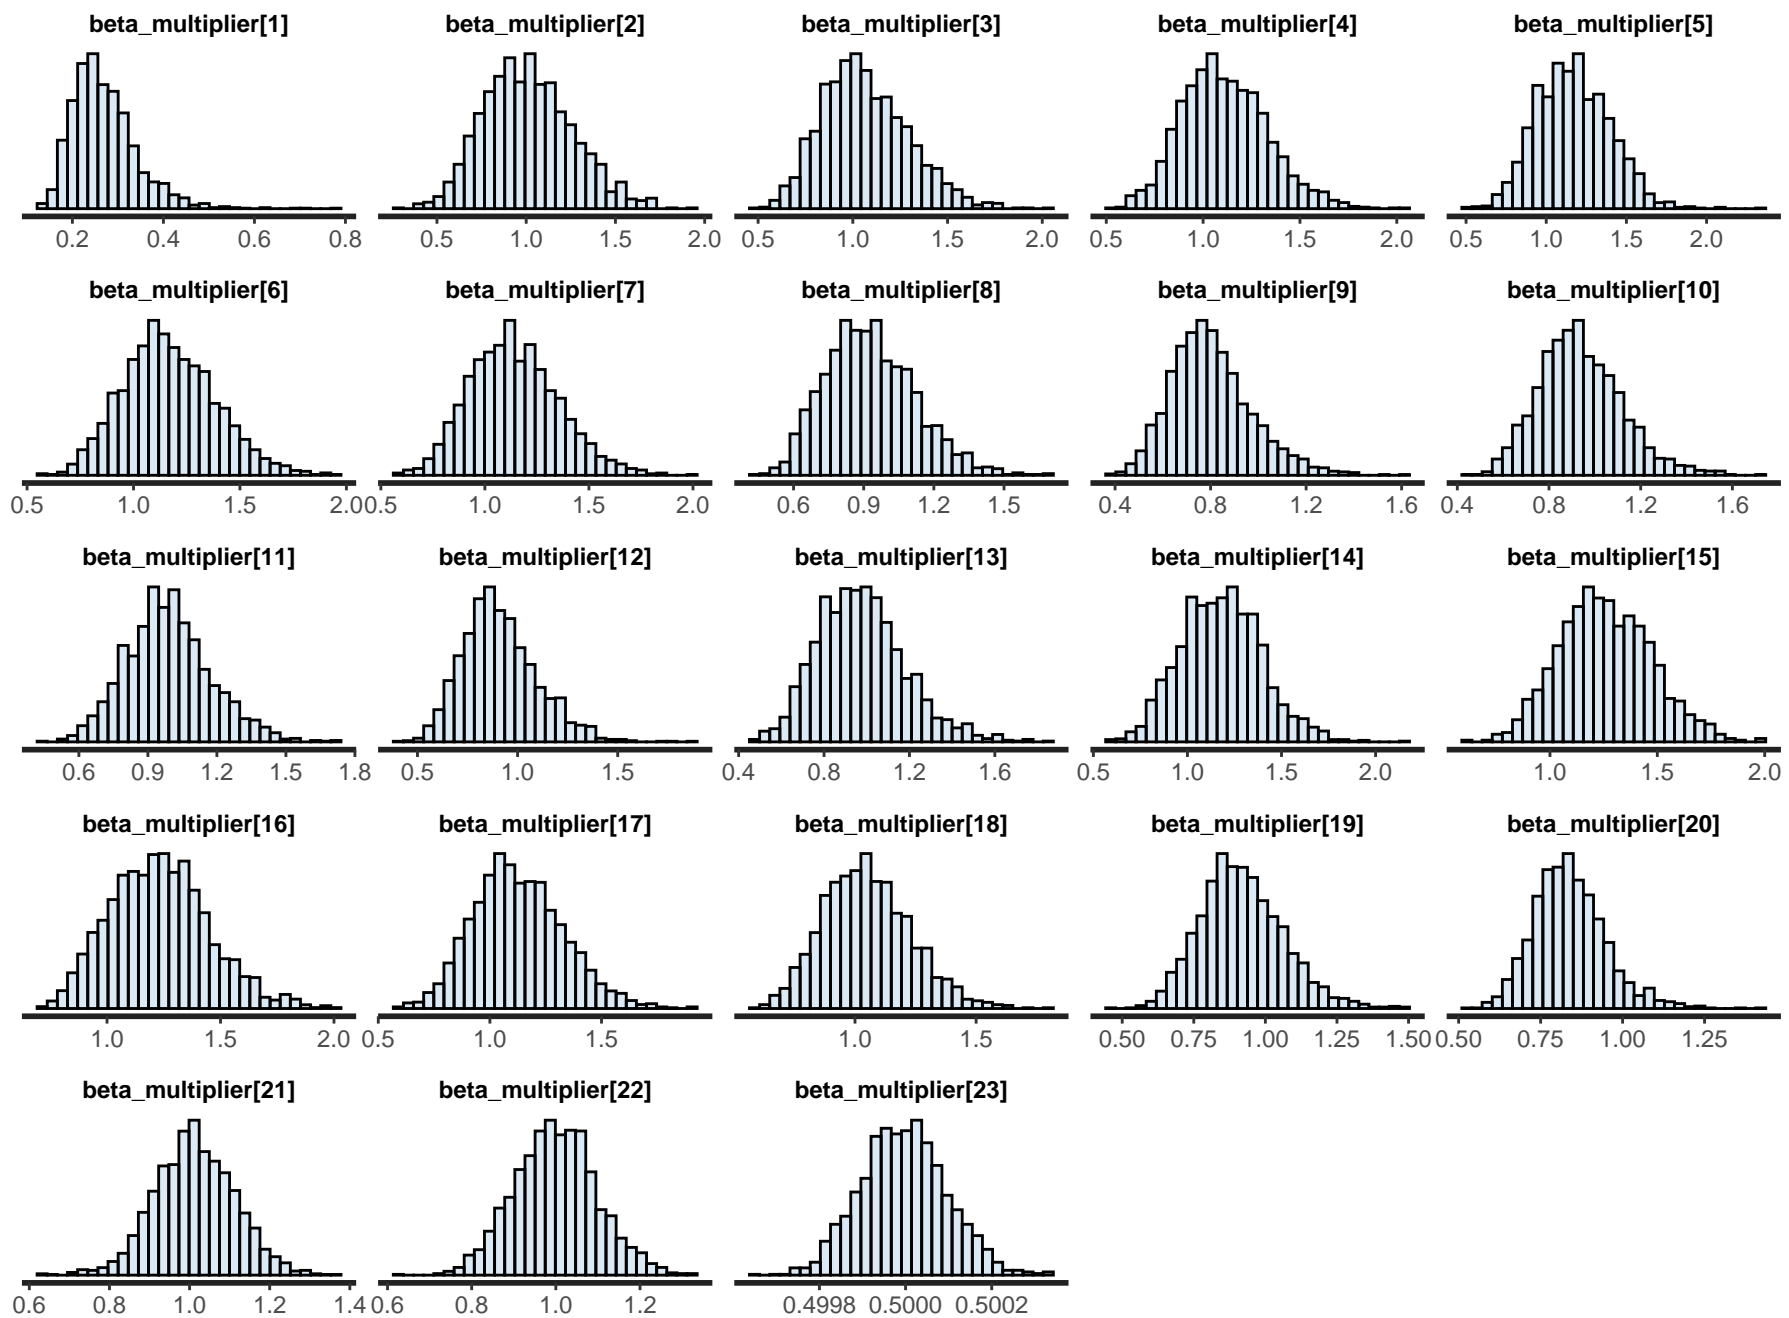 beta_multiplier[1] beta_multiplier[2] beta_multiplier[3] beta_multiplier[4] beta_multiplier[5]
0.2 0.4 0.6 0.8 0.5 1.0 1.5 2.0 0.5 1.0 1.5 2.0 0.5 1.0 1.5 2.0 0.5 1.0 1.5 2.0
beta_multiplier[6] beta_multiplier[7] beta_multiplier[8] beta_multiplier[9] beta_multiplier[10]
0.5 1.0 1.5 2.0 0.5 1.0 1.5 2.0 0.6 0.9 1.2 1.5 0.4 0.8 1.2 1.6 0.4 0.8 1.2 1.6
beta_multiplier[11] beta_multiplier[12] beta_multiplier[13] beta_multiplier[14] beta_multiplier[15]
0.6 0.9 1.2 1.5 1.8 0.5 1.0 1.5 0.4 0.8 1.2 1.6 0.5 1.0 1.5 2.0 1.0 1.5 2.0
beta_multiplier[16] beta_multiplier[17] beta_multiplier[18] beta_multiplier[19] beta_multiplier[20]
1.0 1.5 2.0 0.5 1.0 1.5 1.0 1.5 0.50 0.75 1.00 1.25 1.50 0.50 0.75 1.00 1.25
beta_multiplier[21] beta_multiplier[22] beta_multiplier[23]
0.6 0.8 1.0 1.2 1.4 0.6 0.8 1.0 1.2 0.4998 0.5000 0.5002